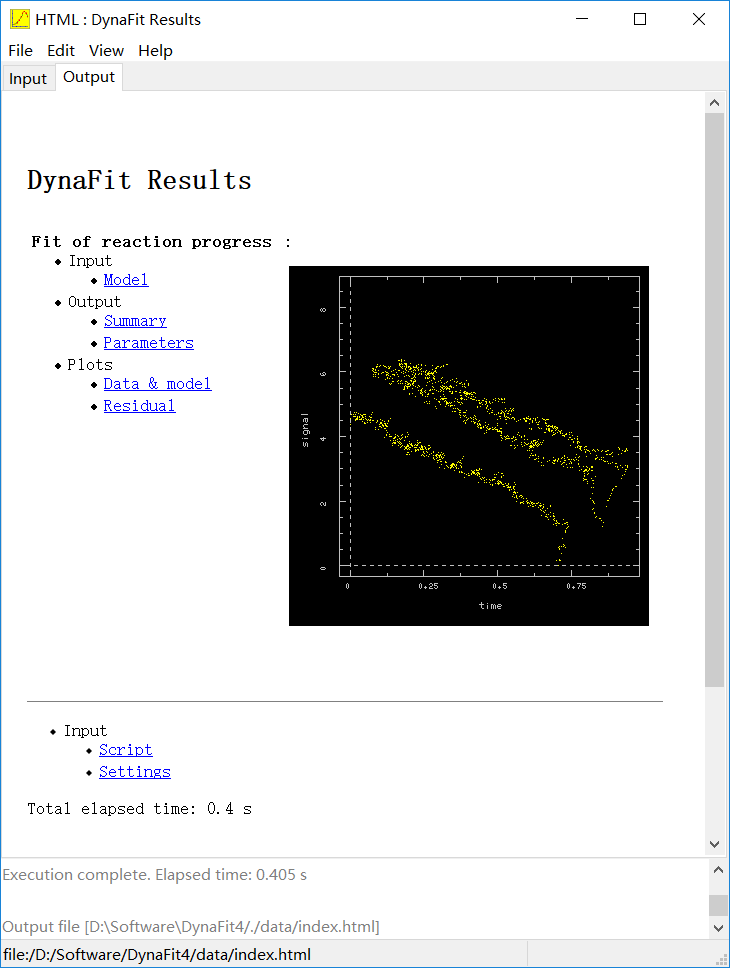 HTML : DynaFit Results
File Edit View Help
Input Output
DynaFit Results
Fit of reaction progress :
Input
Model
Output
Summary
Parameters
Plots
Data & model
Residual
signal
8
6
4
2
0
0 0.25 0.5 0.75
time
Input
Script
Settings
Total elapsed time: 0.4 s
Execution complete. Elapsed time: 0.405 s
Output file [D:\Software\DynaFit4/./data/index.html]
file:/D:/Software/DynaFit4/data/index.html